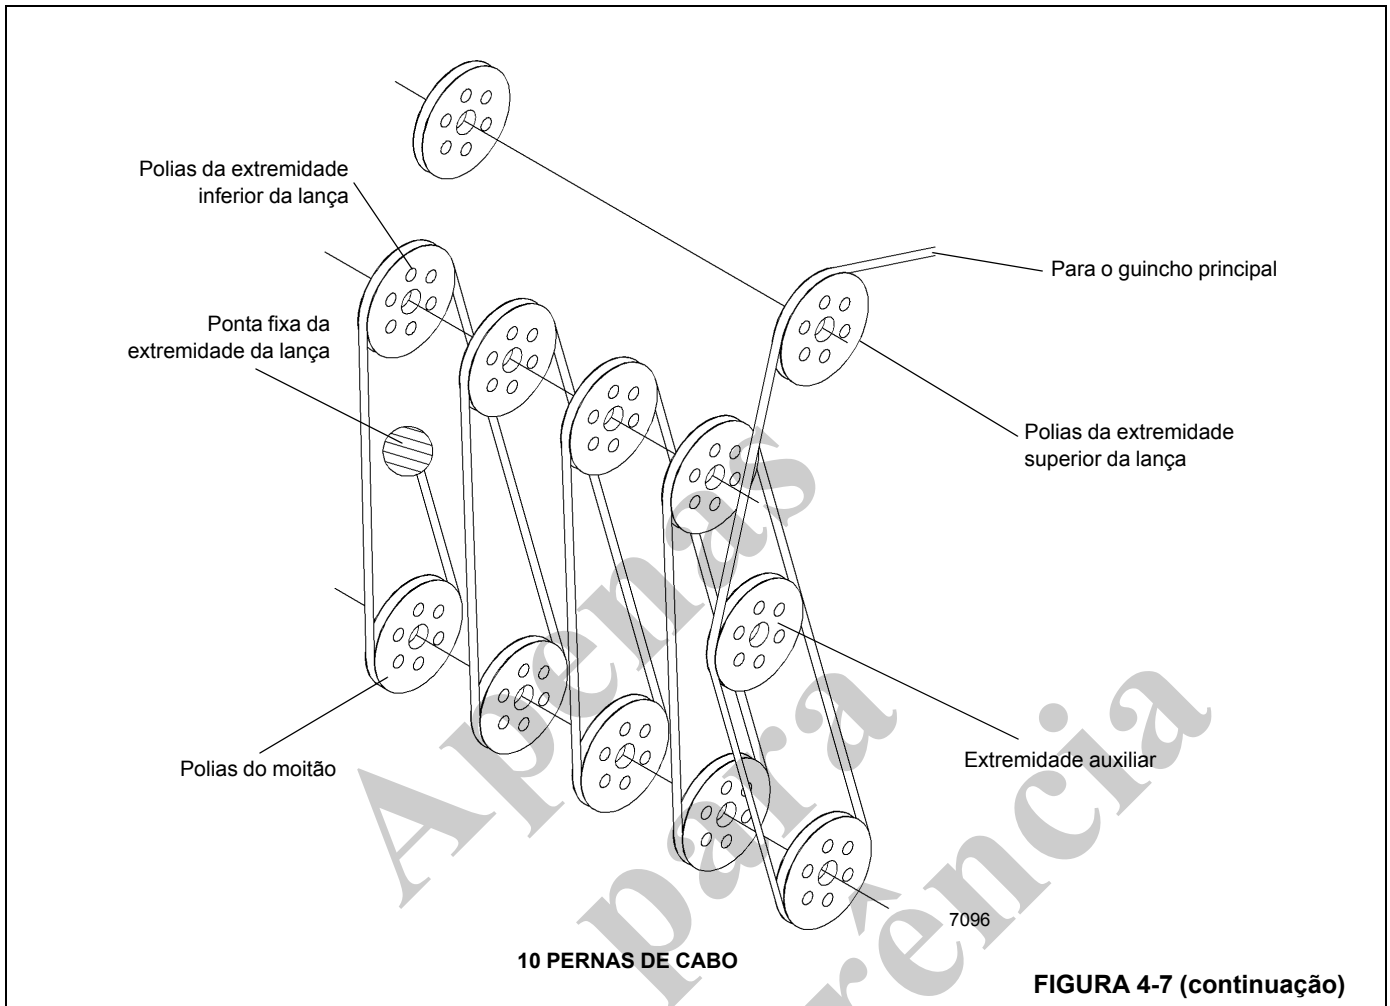 Polias da extremidade
inferior da lança
Para o guincho principal
Ponta fixa da
extremidade da lança
Polias da extremidade
superior da lança
Extremidade auxiliar
Polias do moitão
7096
10 PERNAS DE CABO
FIGURA 4-7 (continuação)
Apenas
para